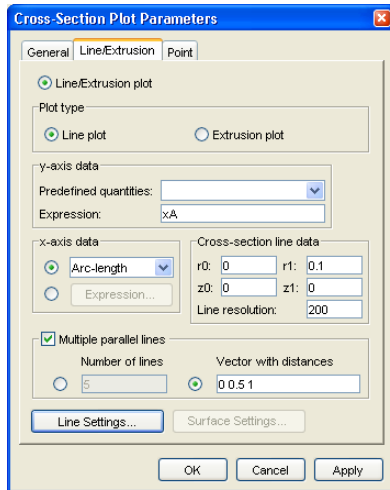 Cross-Section Plot Parameters
General Line/Extrusion Point
Line/Extrusion plot
Plot type
Line plot Extrusion plot
y-axis data
Predefined quantities:
Expression: xA
x-axis data
Arc-length
Expression...
Cross-section line data
r0: 0 r1: 0.1
z0: 0 z1: 0
Line resolution: 200
Multiple parallel lines
Number of lines Vector with distances
5 0 0.5 1
Line Settings... Surface Settings...
OK Cancel Apply